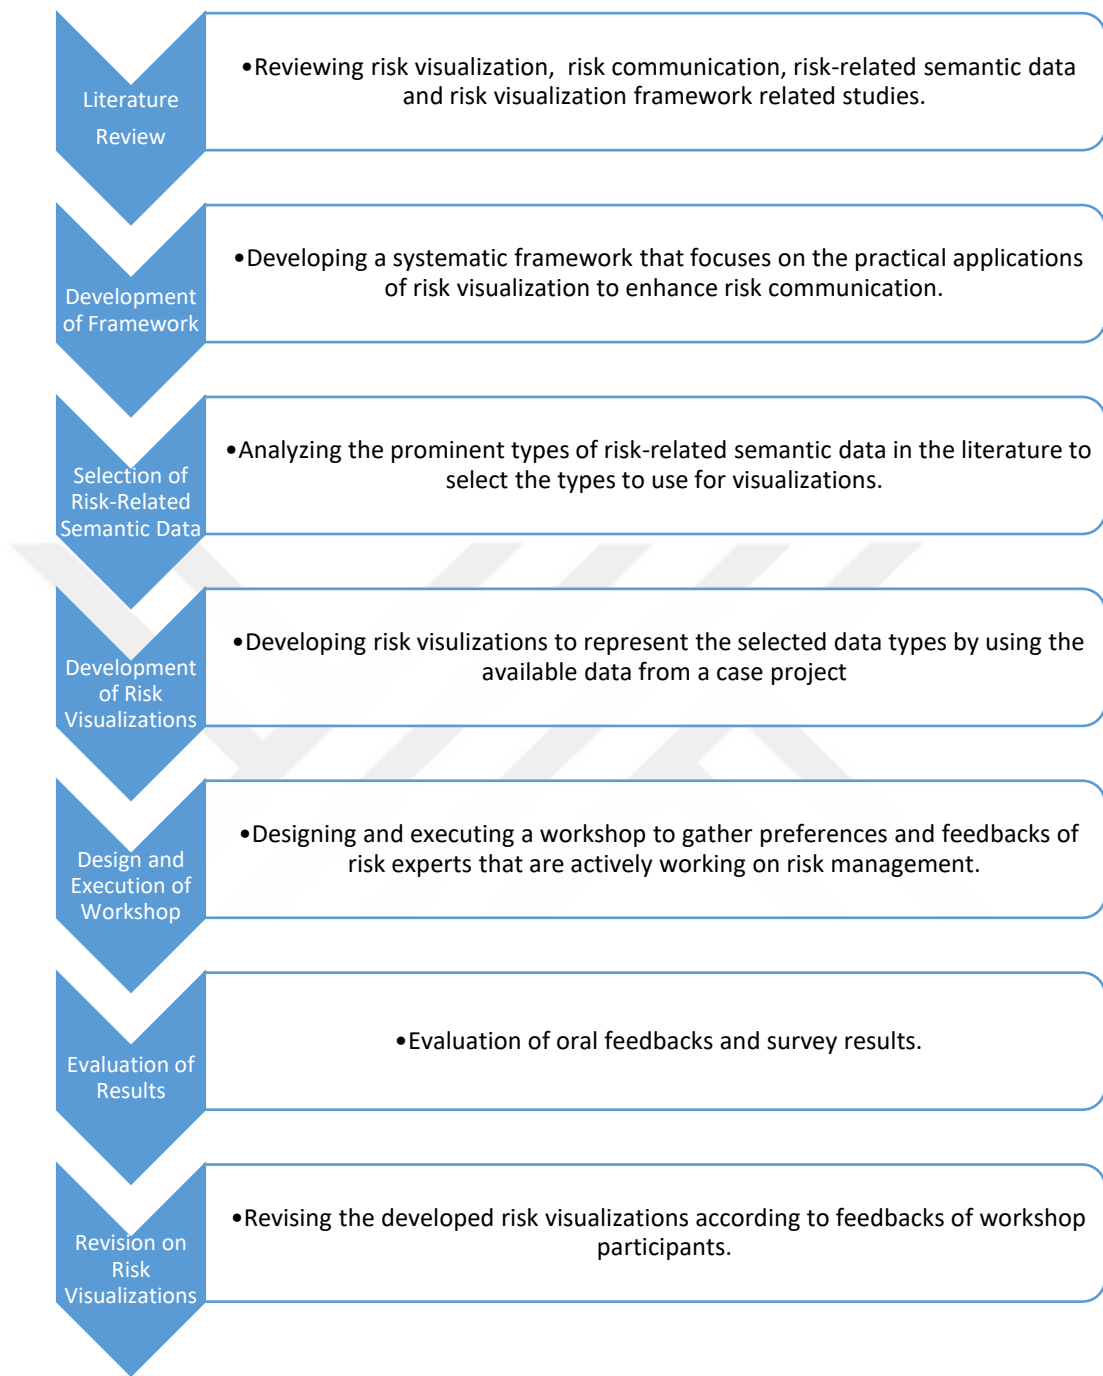 Literature
Review
•Reviewing risk visualization, risk communication, risk-related semantic data
and risk visualization framework related studies.
Development
of Framework
•Developing a systematic framework that focuses on the practical applications
of risk visualization to enhance risk communication.
Selection of
Risk-Related
Semantic Data
•Analyzing the prominent types of risk-related semantic data in the literature to
select the types to use for visualizations.
Development
of Risk
Visualizations
•Developing risk visulizations to represent the selected data types by using the
available data from a case project
Design and
Execution of
Workshop
•Designing and executing a workshop to gather preferences and feedbacks of
risk experts that are actively working on risk management.
Evaluation of
Results
•Evaluation of oral feedbacks and survey results.
Revision on
Risk
Visualizations
•Revising the developed risk visualizations according to feedbacks of workshop
participants.